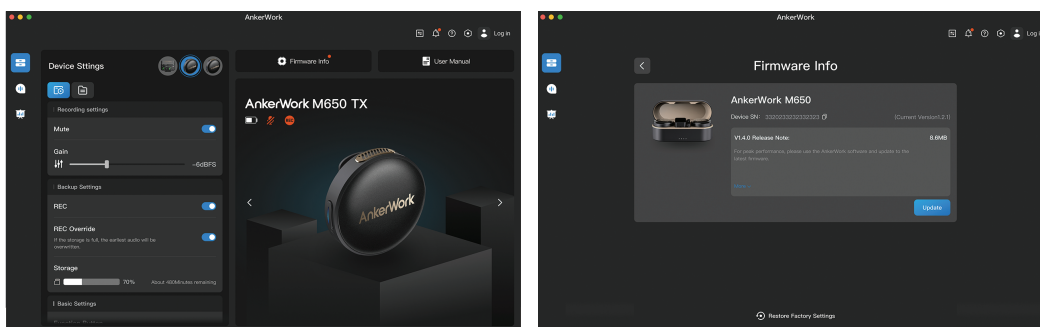 AnkerWork
Log in
Device Sttings
Firmware Info
User Manual
Recording settings
Mute
Gain
-6dBFS
Backup Settings
REC
REC Override
If the storage is full, the earliest audio will be
overwritten.
Storage
70%
About 480Minutes remaining
Basic Settings
AnkerWork M650 TX
REC
AnkerWork
AnkerWork
Log in
Firmware Info
AnkerWork M650
Device SN: 3320233232332323
(Current Version1.2.1)
V1.4.0 Release Note:
8.6MB
For peak performance, please use the AnkerWork software and update to the
latest firmware.
Update
Restore Factory Settings